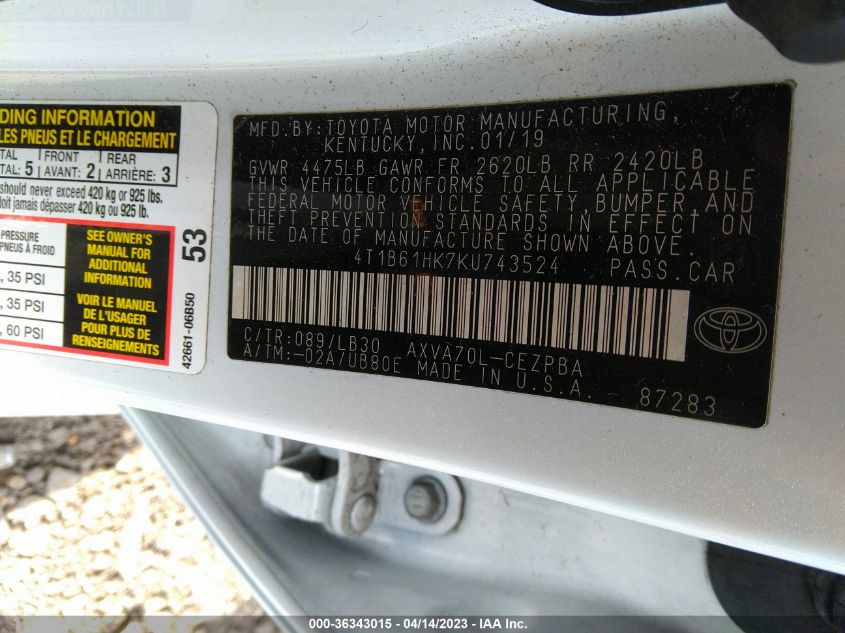 DING INFORMATION
LES PNEUS ET LE CHARGEMENT
TAL FRONT REAR
TAL: 5 AVANT: 2 ARRIÈRE: 3
should never exceed 420 kg or 925 lbs.
doit jamais dépasser 420 kg ou 925 lb.
PRESSURE
PNEUS À FROID
, 35 PSI
, 35 PSI
, 60 PSI
SEE OWNER'S
MANUAL FOR
ADDITIONAL
INFORMATION
VOIR LE MANUEL
DE L'USAGER
POUR PLUS DE
RENSEIGNEMENTS
53
42661-06B50
MFD.BY:TOYOTA MOTOR MANUFACTURING,
KENTUCKY, INC.01/19
GVWR 4475LB GAWR FR 2620LB RR 2420LB
THIS VEHICLE CONFORMS TO ALL APPLICABLE
FEDERAL MOTOR VEHICLE SAFETY, BUMPER, AND
THEFT PREVENTION STANDARDS IN EFFECT ON
THE DATE OF MANUFACTURE SHOWN ABOVE.
4T1B61HK7KU743524 PASS.CAR
C/TR:089/LB30 AXVA70L-CEZPBA
A/TM:-02A/UB80E MADE IN U.S.A.
87283
000-36343015 - 04/14/2023 - IAA Inc.